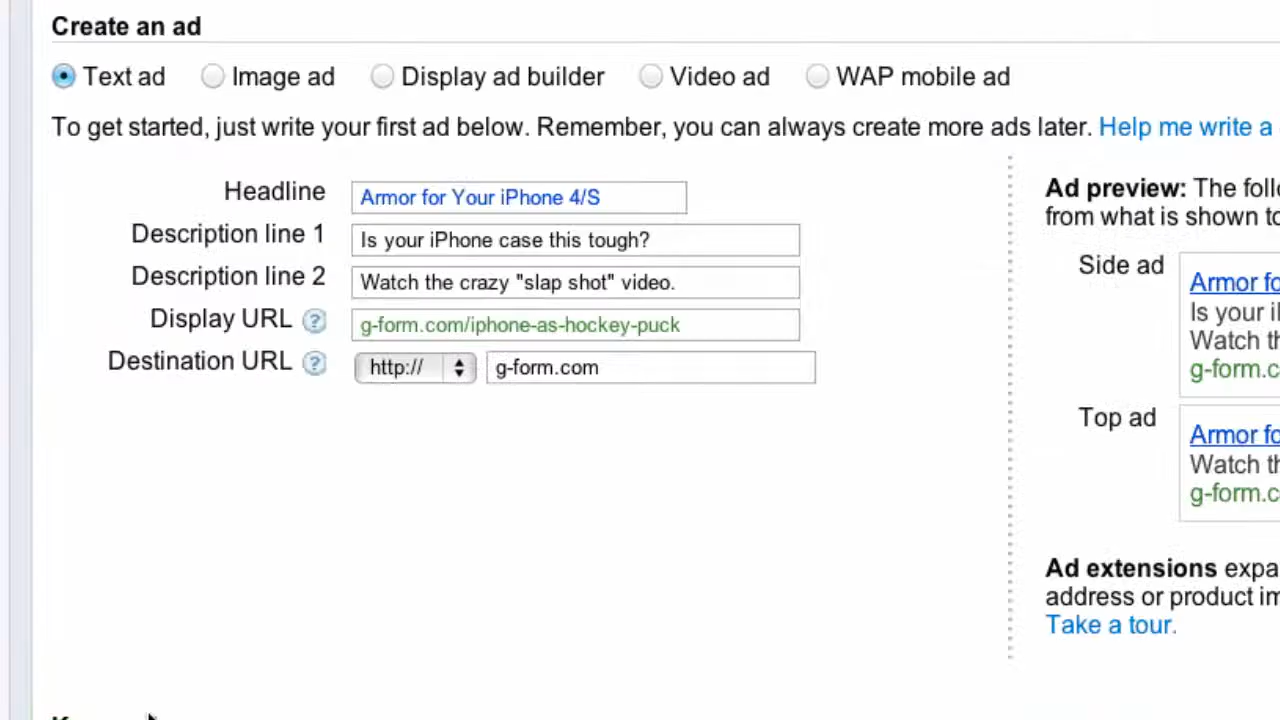 Create an ad
Text ad Image ad Display ad builder Video ad WAP mobile ad
To get started, just write your first ad below. Remember, you can always create more ads later. Help me write a
Headline Armor for Your iPhone 4/S
Description line 1 Is your iPhone case this tough?
Description line 2 Watch the crazy "slap shot" video.
Display URL ? g-form.com/iphone-as-hockey-puck
Destination URL ? http:// g-form.com
Ad preview: The foll
from what is shown to
Side ad
Armor fo
Is your i
Watch th
g-form.c
Top ad
Armor fo
Watch th
g-form.c
Ad extensions expa
address or product im
Take a tour.